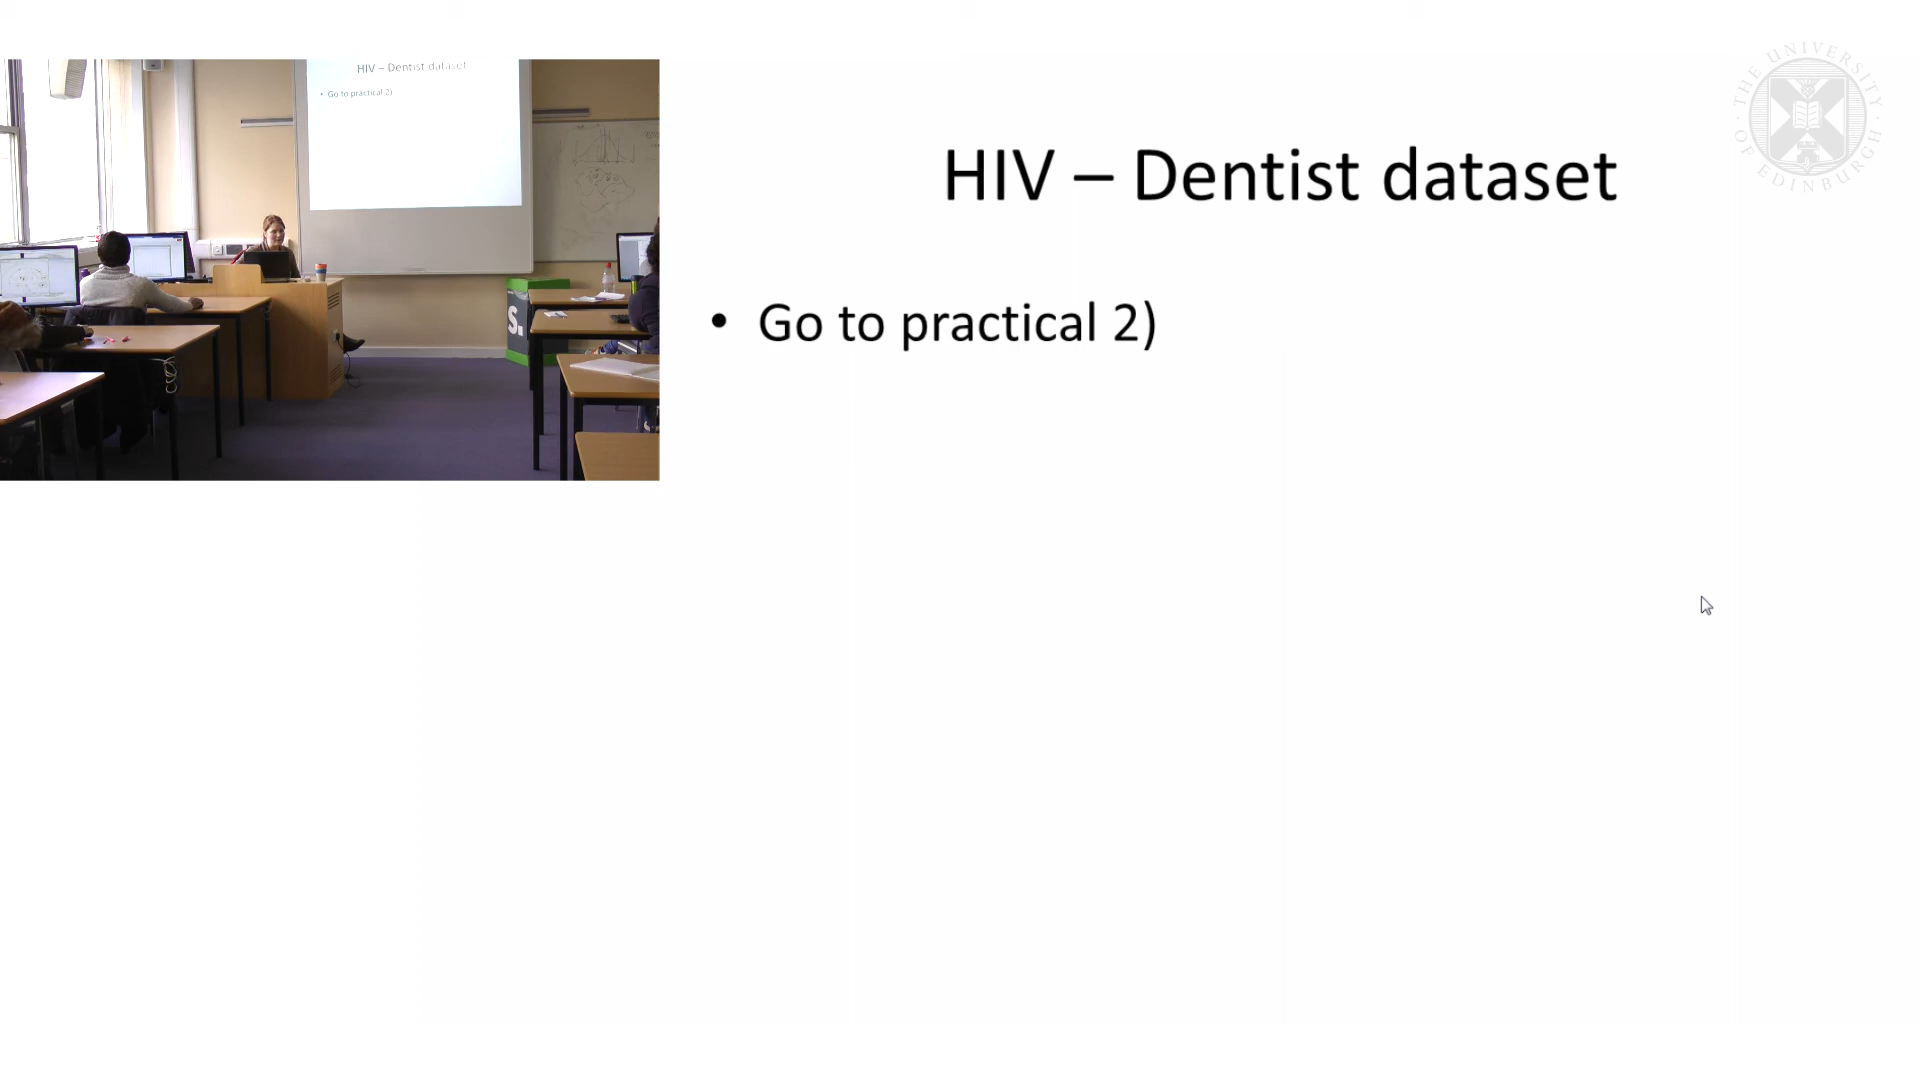 HIV – Dentist dataset
• Go to practical 2)
HIV – Dentist dataset
• Go to practical 2)
S.
THE UNIVERSITY OF EDINBURGH